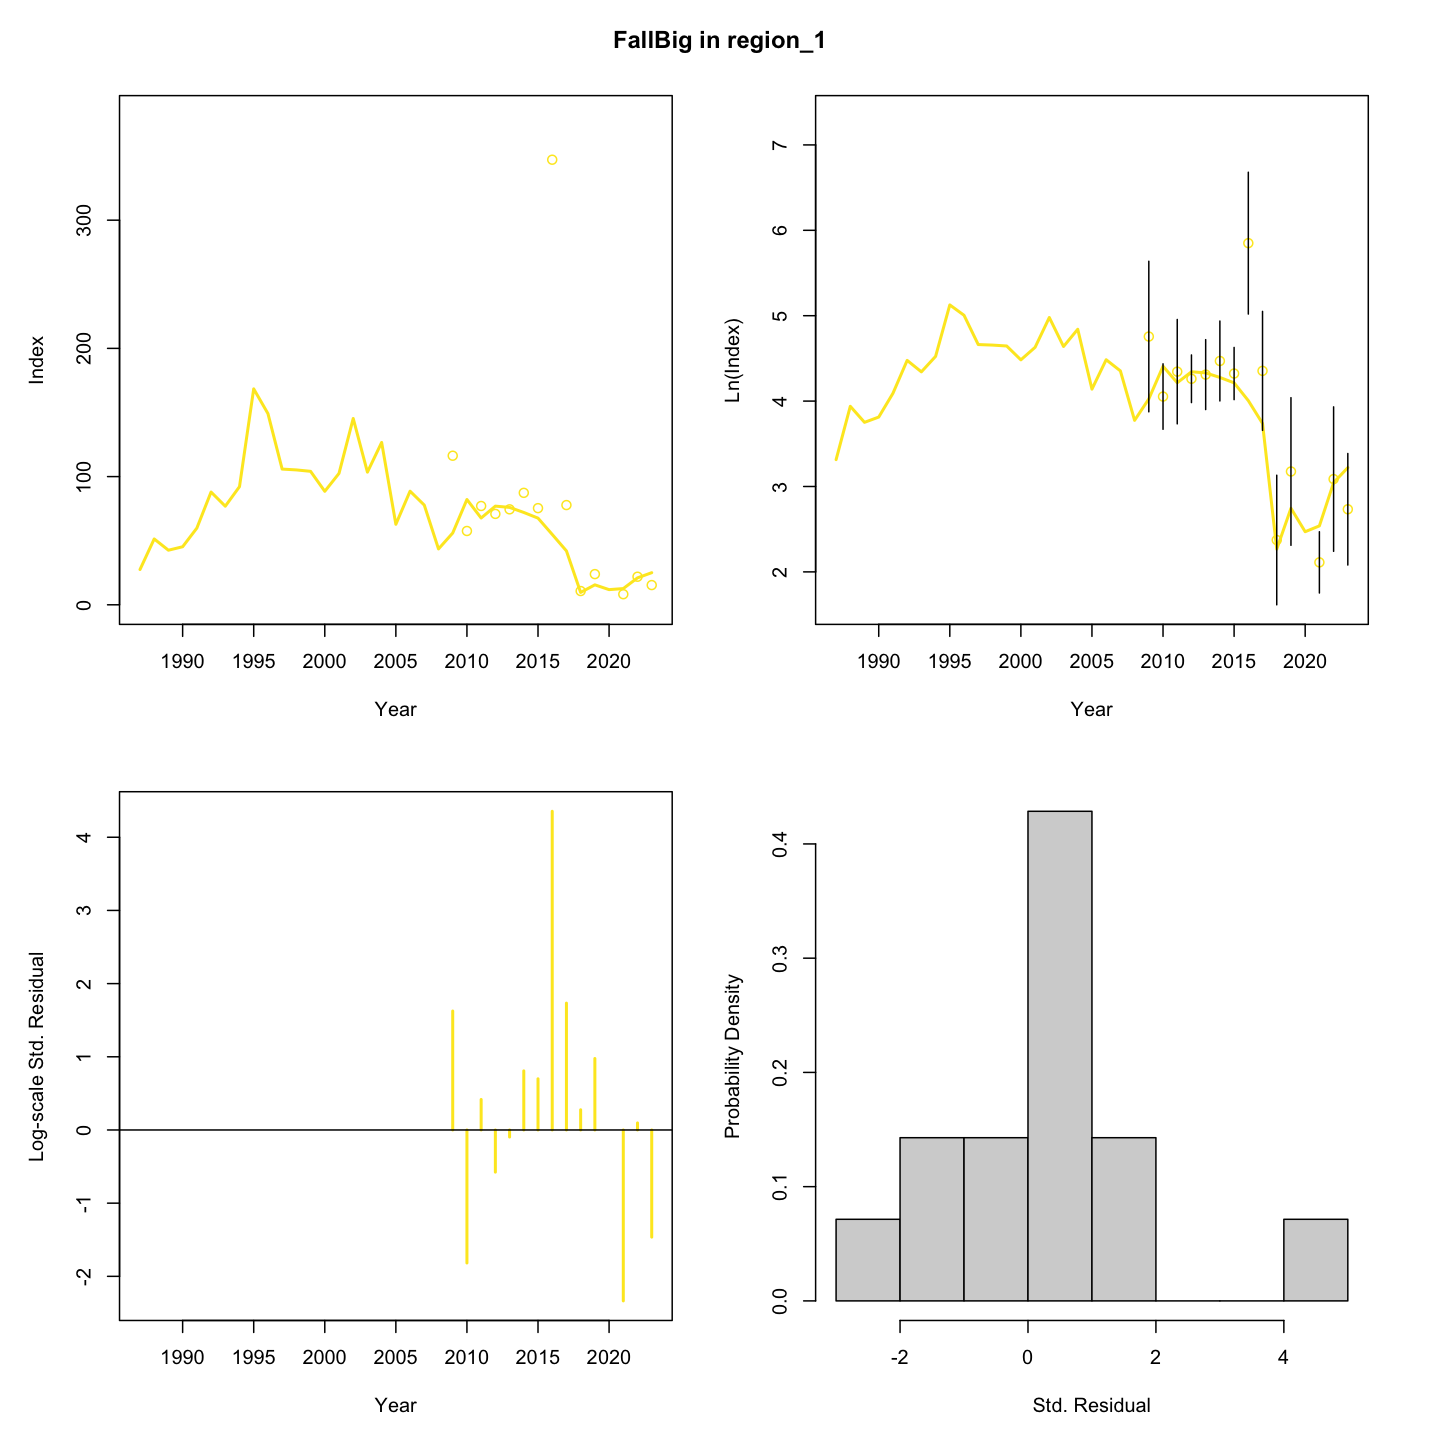 FallBig in region_1
Index
0
100
200
300
1990 1995 2000 2005 2010 2015 2020
Year
Ln(Index)
2
3
4
5
6
7
1990 1995 2000 2005 2010 2015 2020
Year
Log-scale Std. Residual
-2
-1
0
1
2
3
4
1990 1995 2000 2005 2010 2015 2020
Year
Probability Density
0.0
0.1
0.2
0.3
0.4
-2 0 2 4
Std. Residual